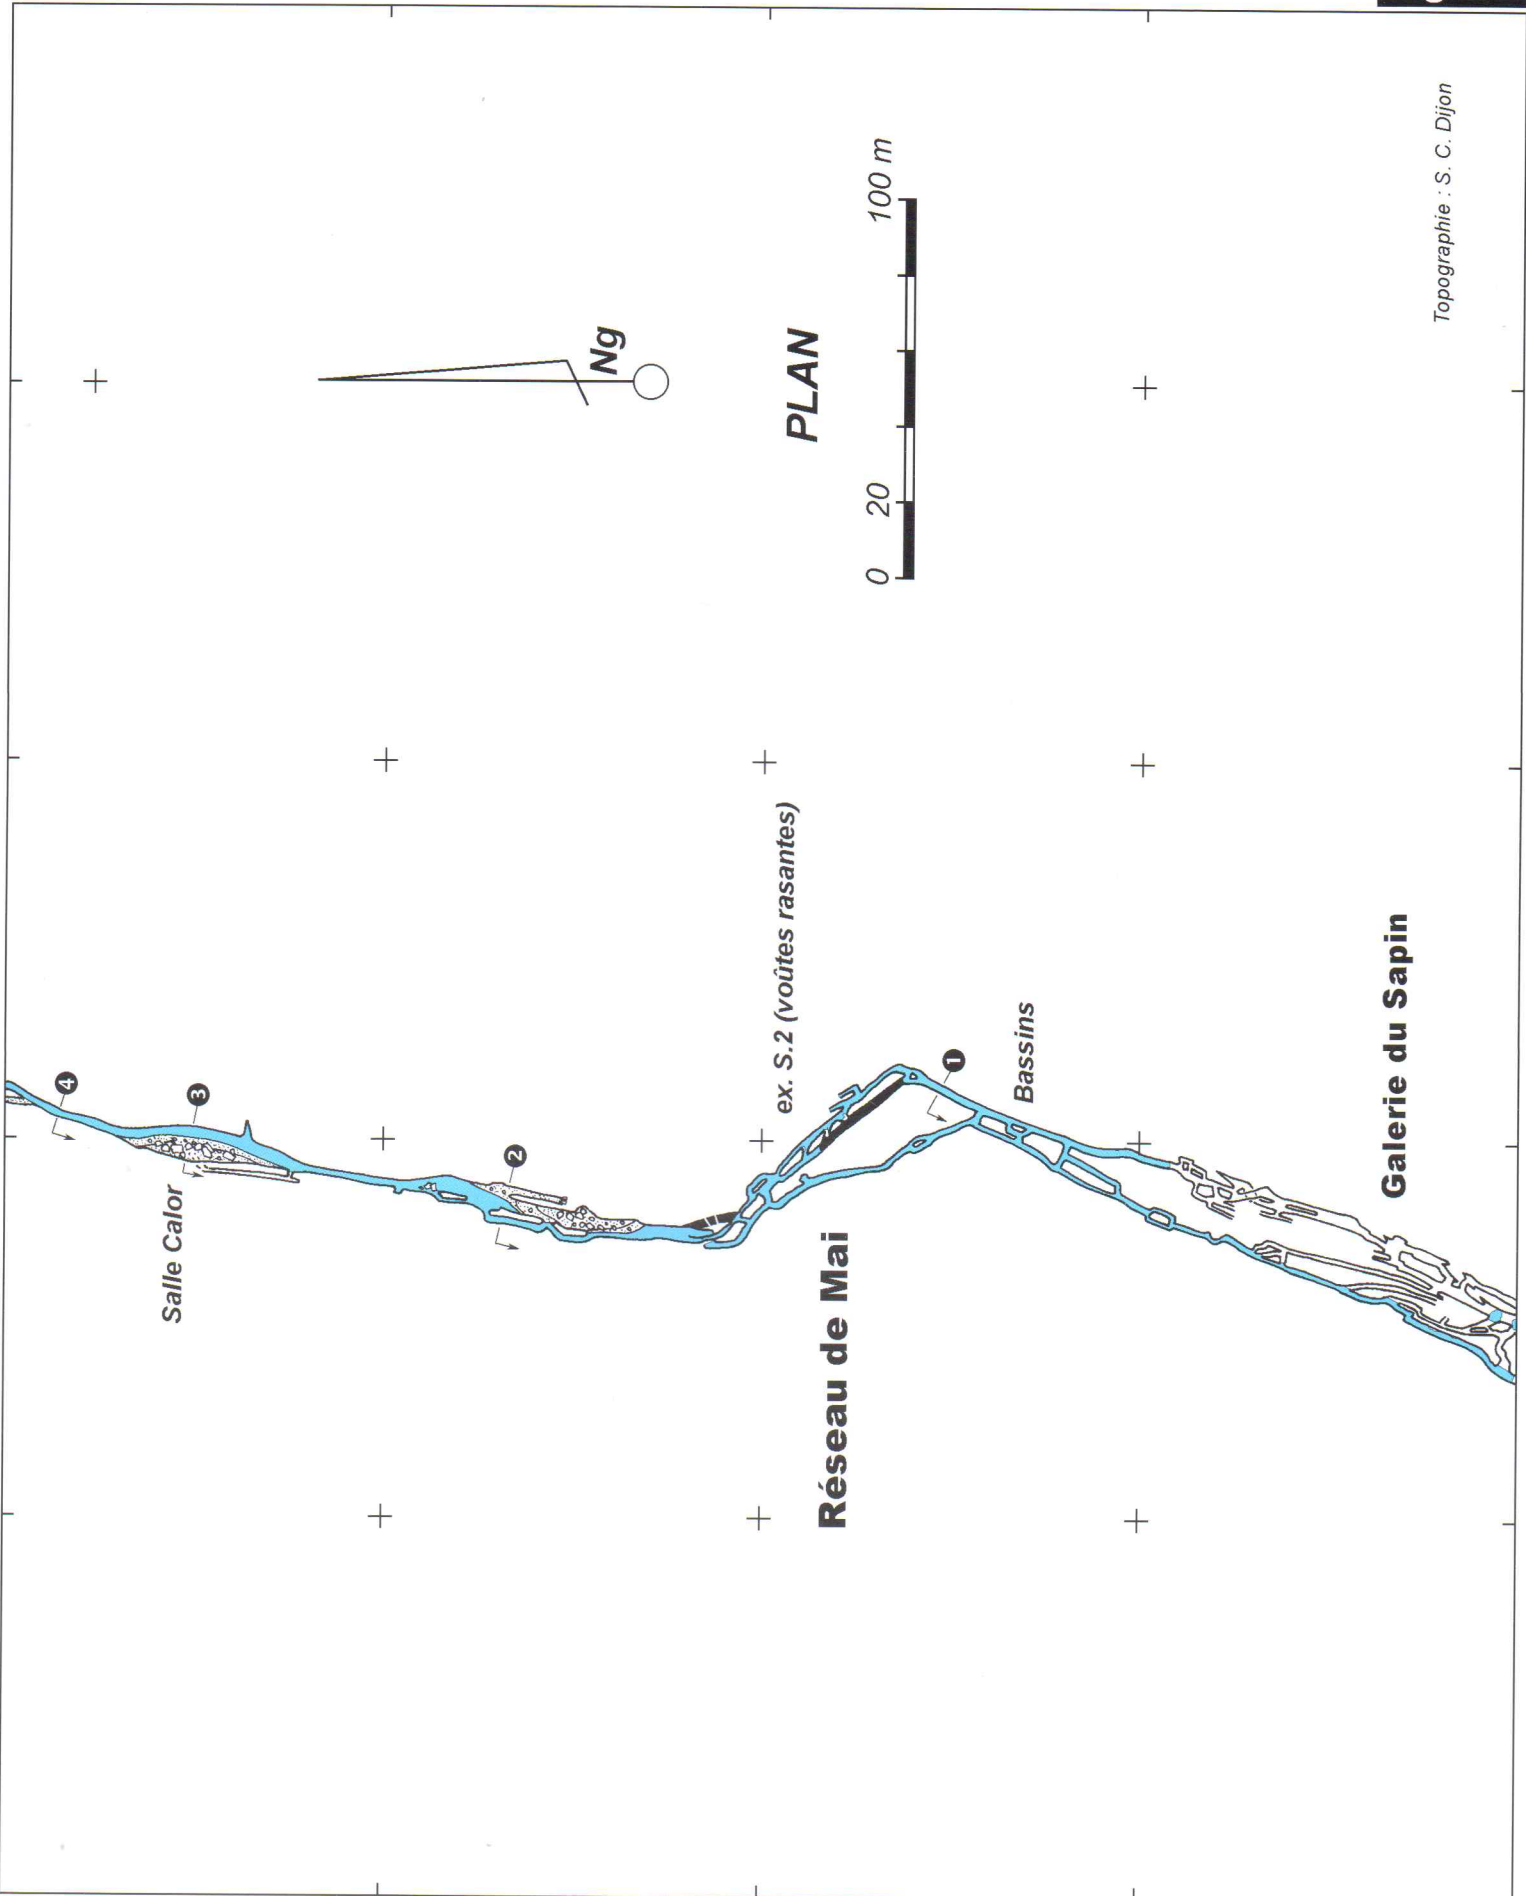 Salle Calor
4
3
2
Ng
PLAN
0 20 100 m
ex. S.2 (voûtes rasantes)
1
Réseau de Mai
Bassins
Galerie du Sapin
Topographie : S. C. Dijon